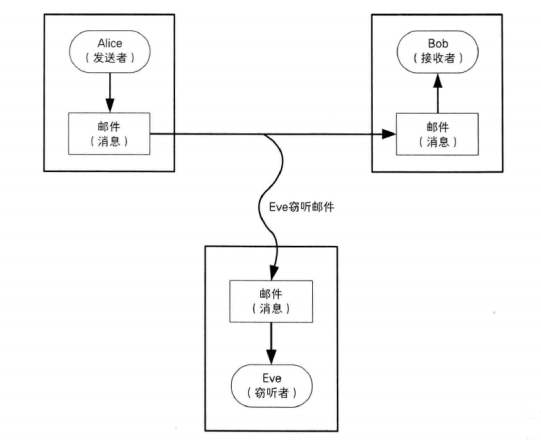 Alice
（发送者）
邮件
（消息）
Bob
（接收者）
邮件
（消息）
Eve窃听邮件
邮件
（消息）
Eve
（窃听者）